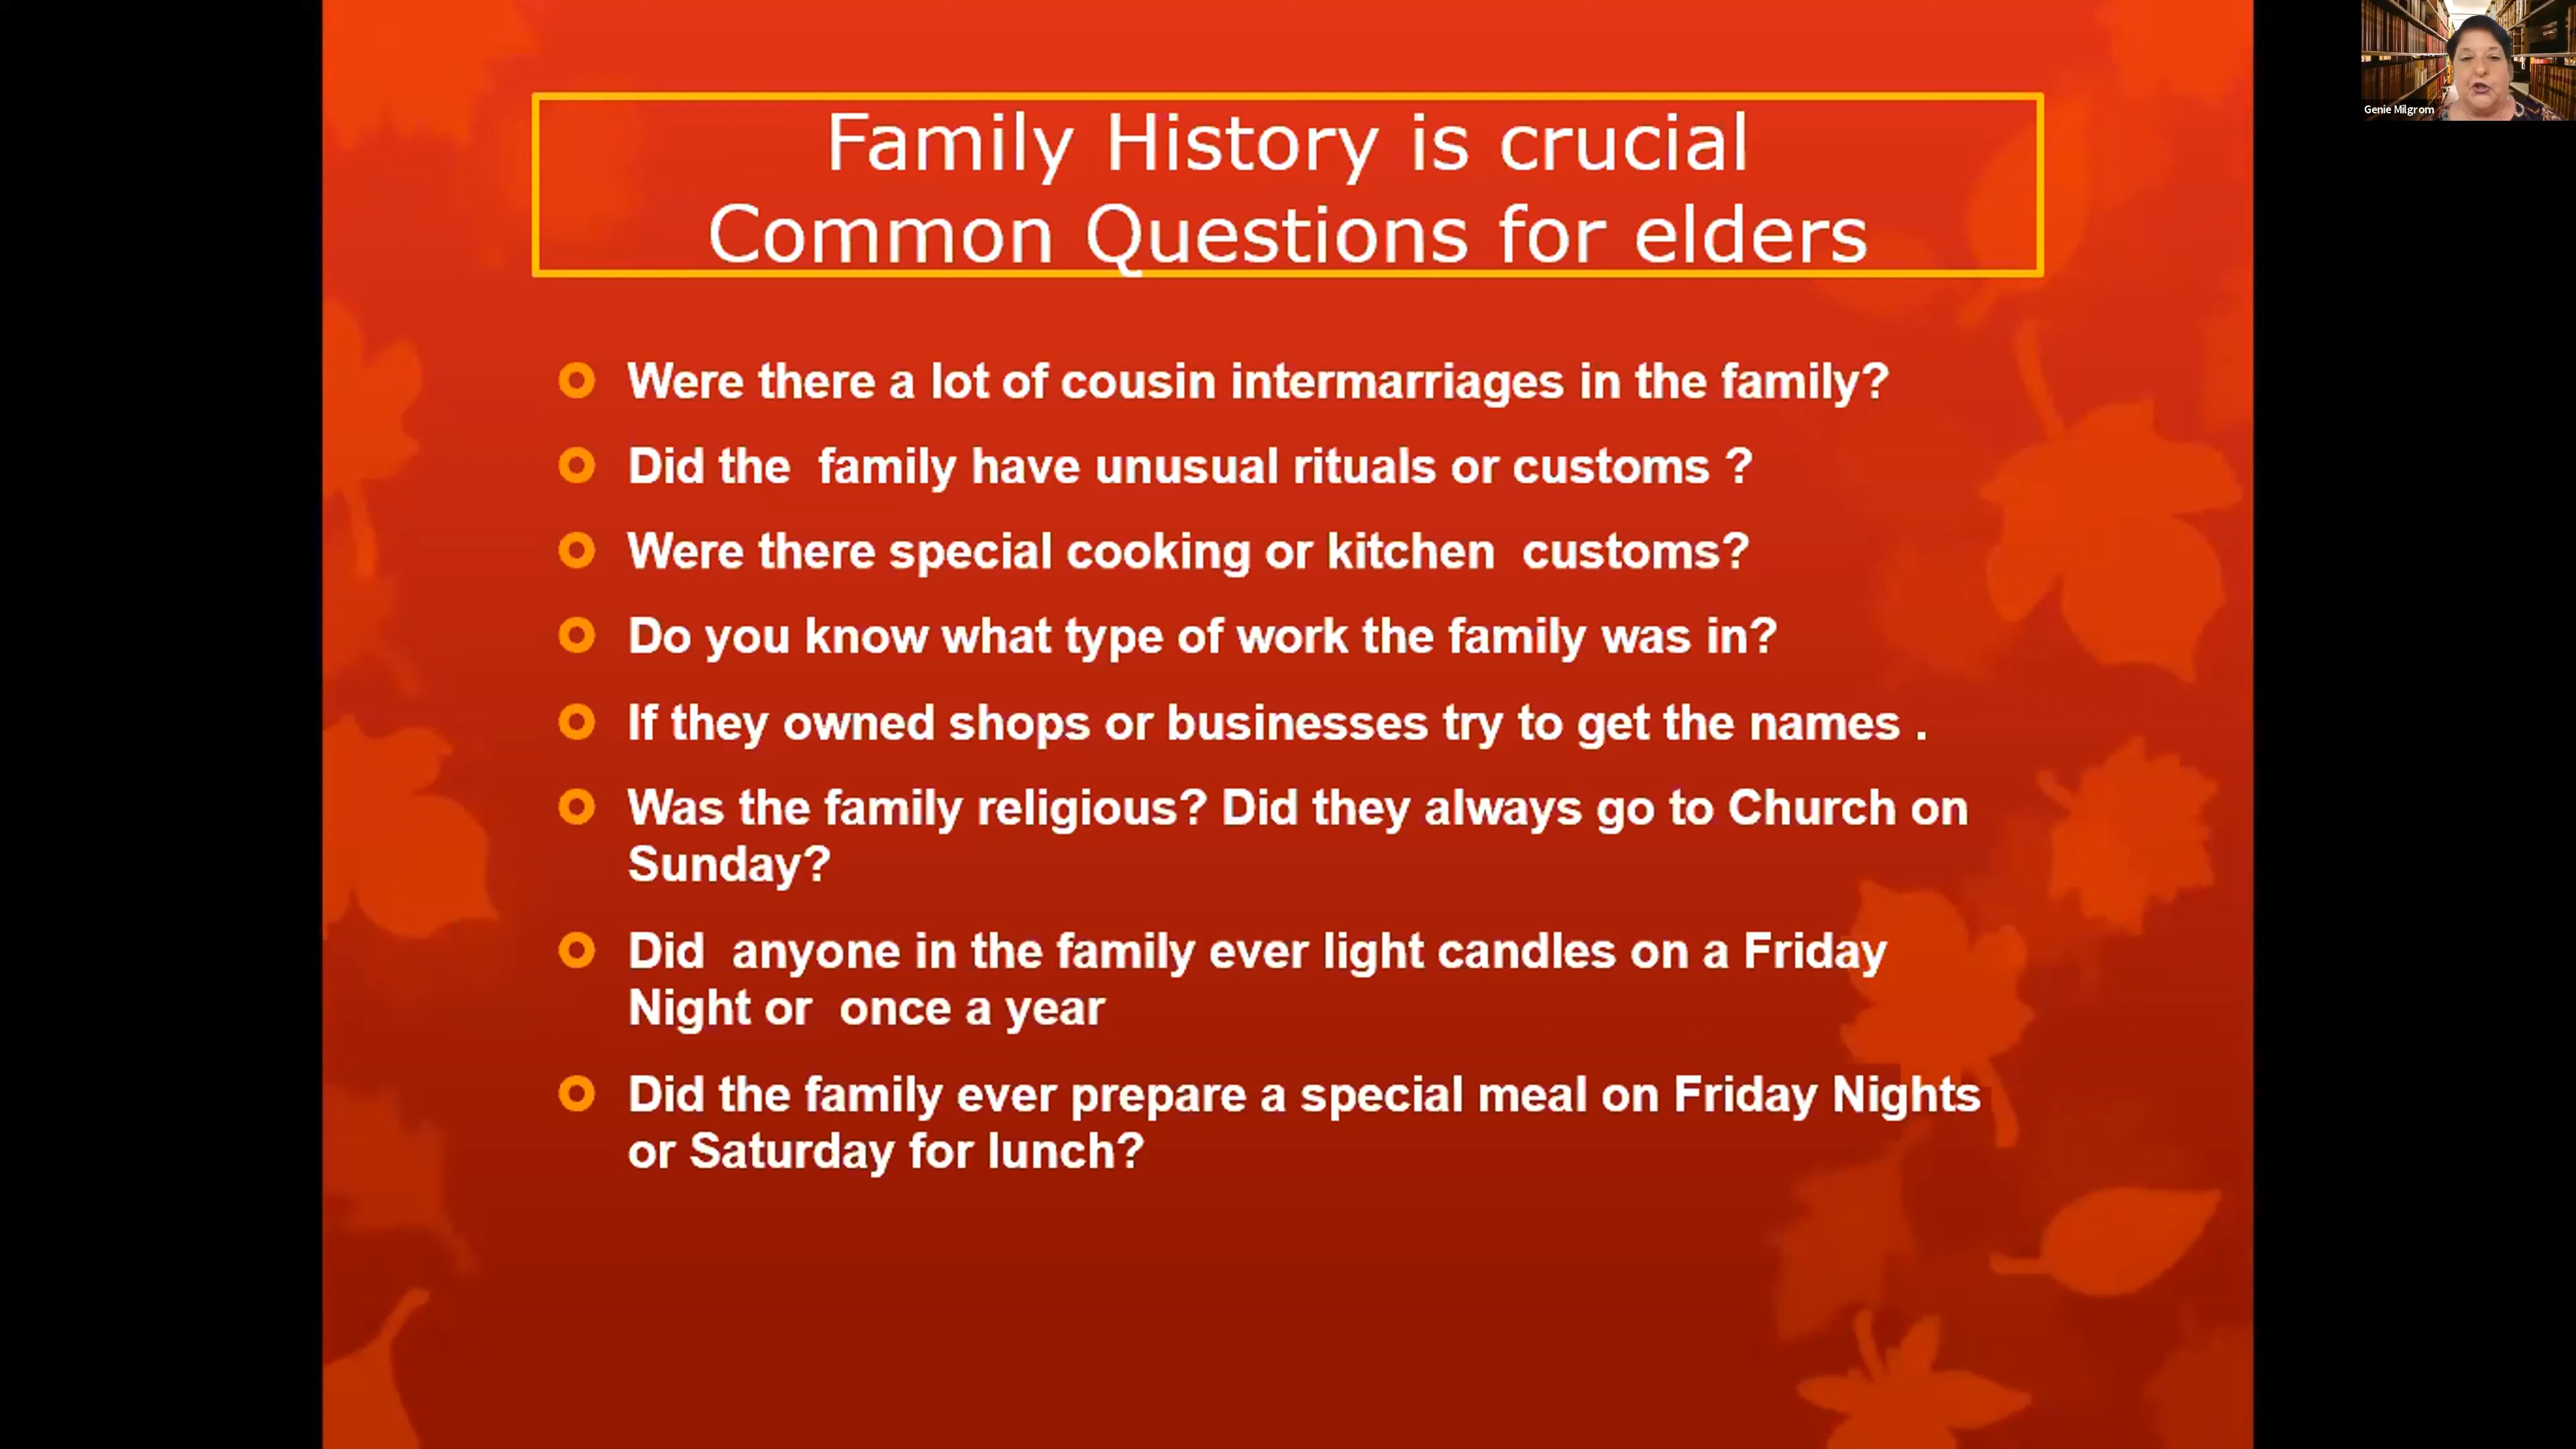 Family History is crucial
Common Questions for elders
Were there a lot of cousin intermarriages in the family?
Did the  family have unusual rituals or customs ?
Were there special cooking or kitchen  customs?
Do you know what type of work the family was in?
If they owned shops or businesses try to get the names .
Was the family religious? Did they always go to Church on
Sunday?
Did  anyone in the family ever light candles on a Friday
Night or  once a year
Did the family ever prepare a special meal on Friday Nights
or Saturday for lunch?
Genie Milgrom